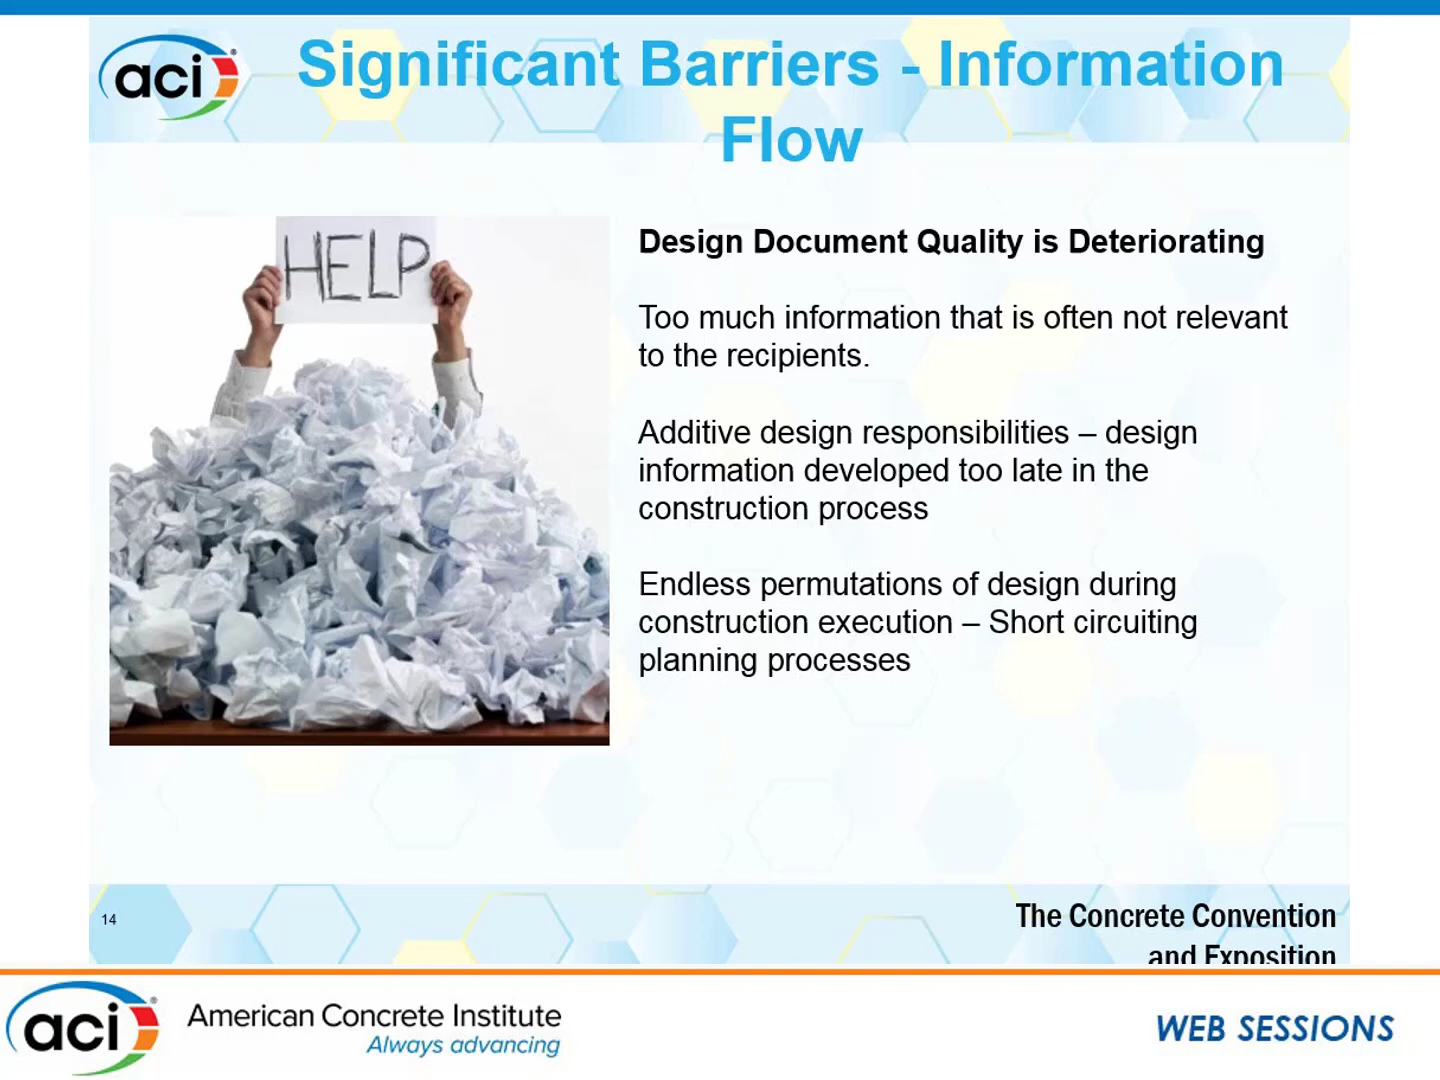 aci®
Significant Barriers - Information
Flow
HELP
Design Document Quality is Deteriorating
Too much information that is often not relevant
to the recipients.
Additive design responsibilities – design
information developed too late in the
construction process
Endless permutations of design during
construction execution – Short circuiting
planning processes
14
The Concrete Convention
and Exposition
aci®
American Concrete Institute
Always advancing
WEB SESSIONS